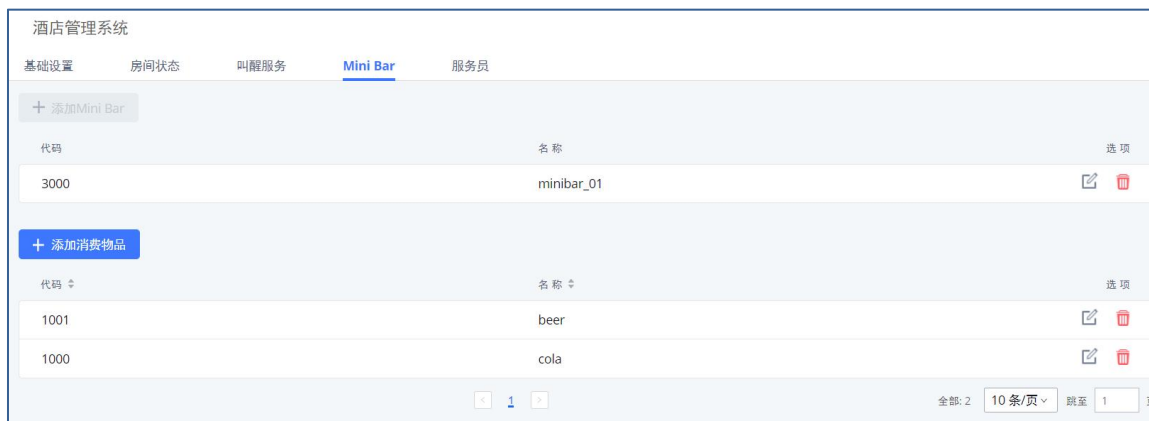 酒店管理系统
基础设置 房间状态 叫醒服务 Mini Bar 服务员
+ 添加Mini Bar
代码 名称 选项
3000 minibar_01
+ 添加消费物品
代码 名称 选项
1001 beer
1000 cola
< 1 > 全部: 2 10 条/页 跳至 1